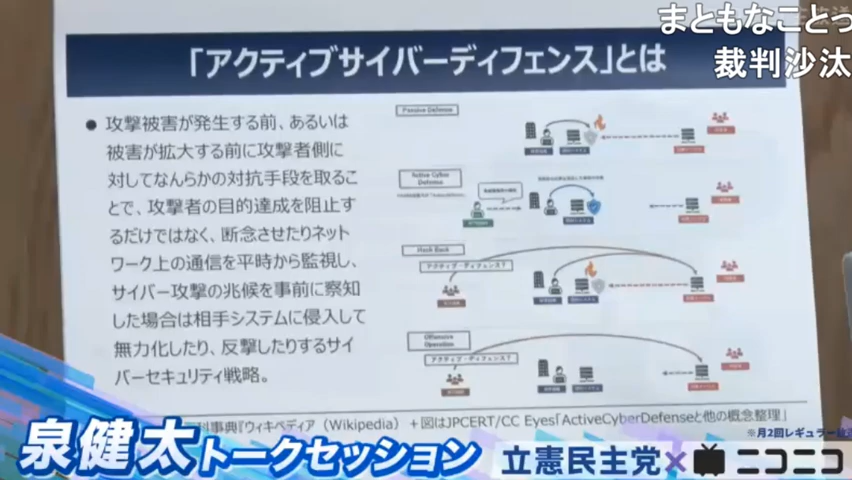 まともなことっ
裁判沙汰
「アクティブサイバーディフェンス」とは
● 攻撃被害が発生する前、あるいは
被害が拡大する前に攻撃者側に
対してなんらかの対抗手段を取るこ
とで、攻撃者の目的達成を阻止す
るだけではなく、断念させたりネット
ワーク上の通信を平時から監視し、
サイバー攻撃の兆候を事前に察知
した場合は相手システムに侵入して
無力化したり、反撃したりするサイ
バーセキュリティ戦略。
Passive Defense
Active Cyber
Defense
Hack Back
アクティブ・ディフェンス?
Offensive
Operation
アクティブ・ディフェンス?
科事典『ウィキペディア(Wikipedia) +図はJPCERT/CC Eyes「ActiveCyberDefenseと他の概念整理」
※月2回レギュラー放送
泉健太トークセッション
立憲民主党×ニコニコ